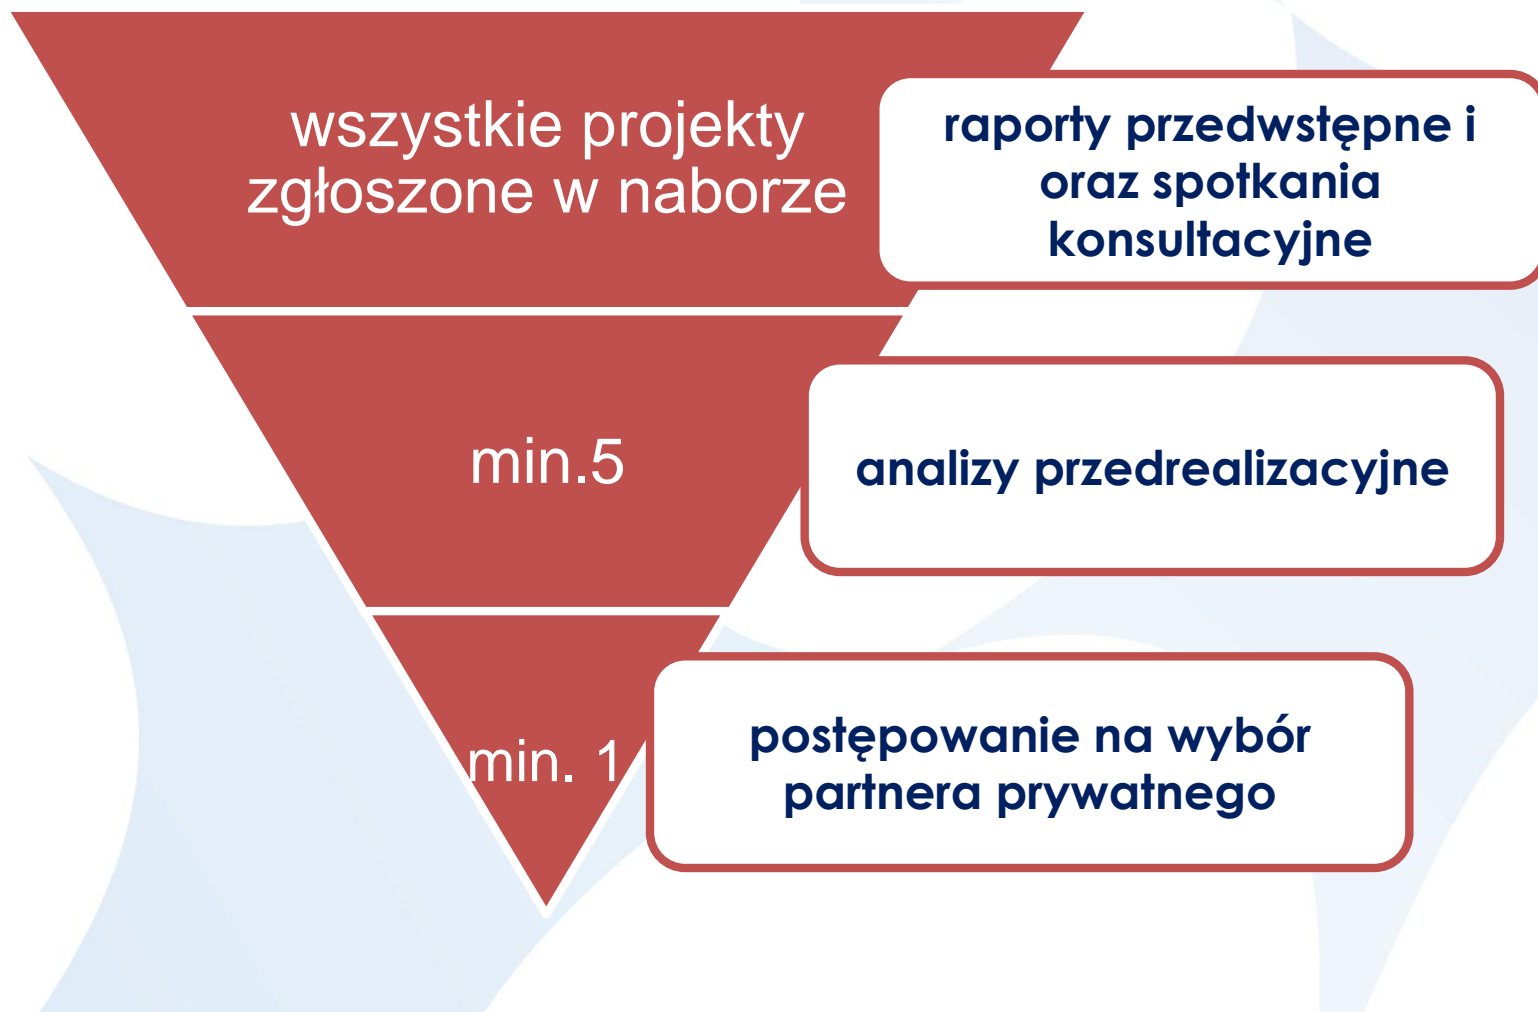 wszystkie projekty
zgłoszone w naborze
raporty przedwstępne i
oraz spotkania
konsultacyjne
min.5
analizy przedrealizacyjne
min. 1
postępowanie na wybór
partnera prywatnego